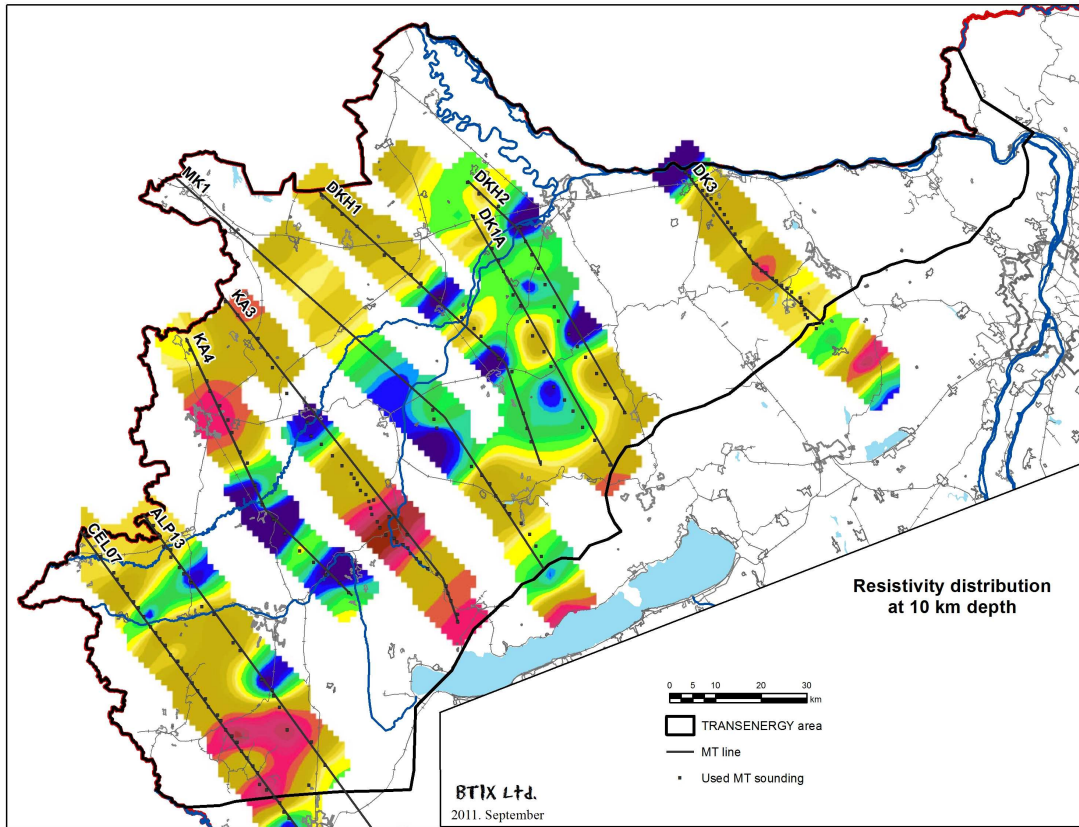 MK1
DKH1
DKH2
DK1A
DK3
KA3
KA4
ALP13
CEL07
Resistivity distribution
at 10 km depth
0 5 10 20 30
km
TRANSENERGY area
MT line
Used MT sounding
BTIX Ltd.
2011. September